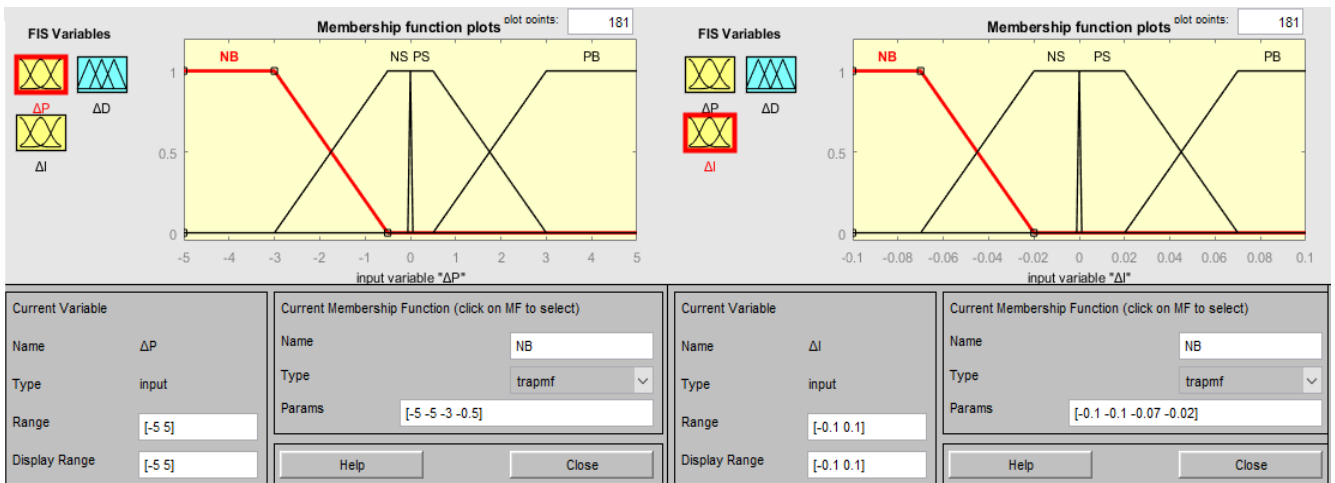 FIS Variables
ΔP
ΔD
ΔI
Membership function plots
plot points:
181
NB
NS
PS
PB
1
0.5
0
-5 -4 -3 -2 -1 0 1 2 3 4 5
input variable "ΔP"
Current Variable
Name ΔP
Type input
Range [-5 5]
Display Range [-5 5]
Current Membership Function (click on MF to select)
Name NB
Type trapmf
Params [-5 -5 -3 -0.5]
Help
Close
FIS Variables
ΔP
ΔD
ΔI
Membership function plots
plot points:
181
NB
NS
PS
PB
1
0.5
0
-0.1 -0.08 -0.06 -0.04 -0.02 0 0.02 0.04 0.06 0.08 0.1
input variable "ΔI"
Current Variable
Name ΔI
Type input
Range [-0.1 0.1]
Display Range [-0.1 0.1]
Current Membership Function (click on MF to select)
Name NB
Type trapmf
Params [-0.1 -0.1 -0.07 -0.02]
Help
Close